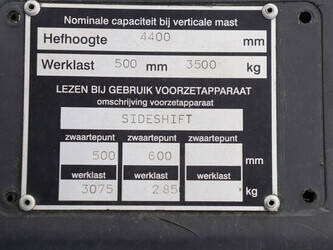 Nominale capaciteit bij verticale mast
Hefhoogte 4400 mm
Werklast 500 mm 3500 kg
LEZEN BIJ GEBRUIK VOORZETAPPARAAT
omschrijving voorzetapparaat
SIDESHIFT
zwaartepunt zwaartepunt zwaartepunt
500 600 mm
werklast werklast werklast
3075 285 kg